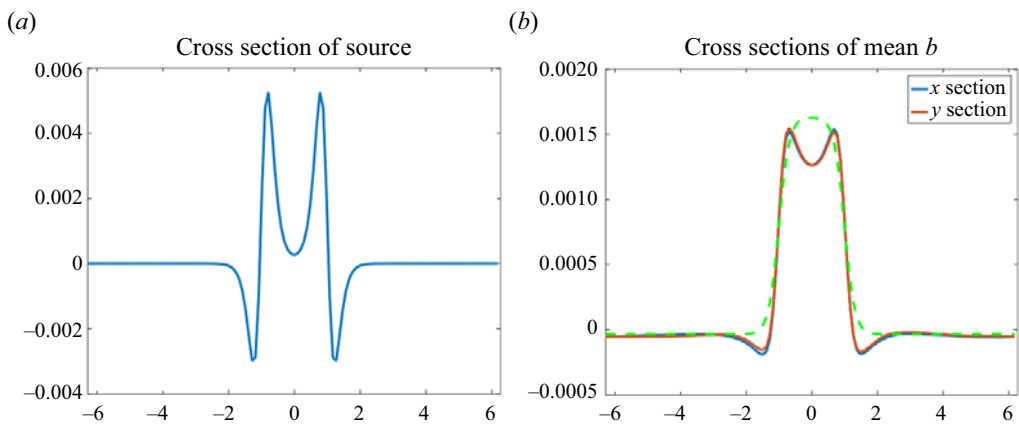 (a)
Cross section of source
0.006
0.004
0.002
0
–0.002
–0.004
–6 –4 –2 0 2 4 6
(b)
Cross sections of mean b
0.0020
0.0015
0.0010
0.0005
0
–0.0005
–6 –4 –2 0 2 4 6
x section
y section